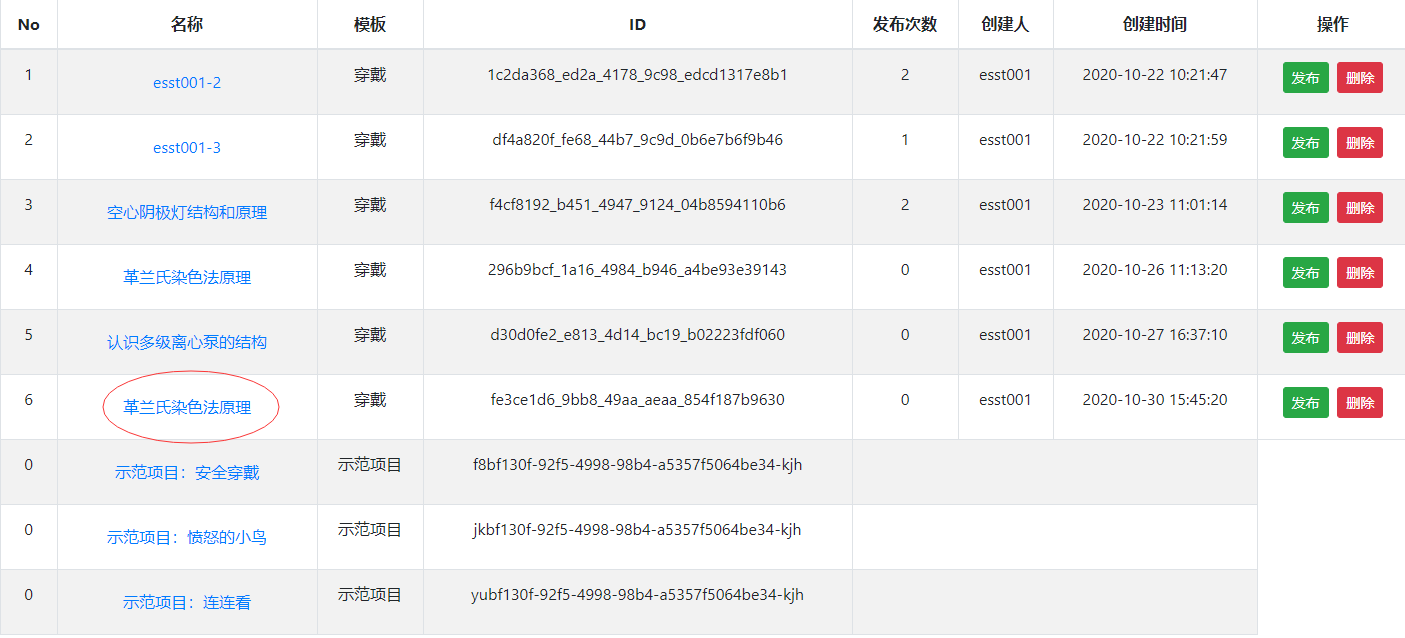 No 名称 模板 ID 发布次数 创建人 创建时间 操作
1 esst001-2 穿戴 1c2da368_ed2a_4178_9c98_edcd1317e8b1 2 esst001 2020-10-22 10:21:47 发布 删除
2 esst001-3 穿戴 df4a820f_fe68_44b7_9c9d_0b6e7b6f9b46 1 esst001 2020-10-22 10:21:59 发布 删除
3 空心阴极灯结构和原理 穿戴 f4cf8192_b451_4947_9124_04b8594110b6 2 esst001 2020-10-23 11:01:14 发布 删除
4 革兰氏染色法原理 穿戴 296b9bcf_1a16_4984_b946_a4be93e39143 0 esst001 2020-10-26 11:13:20 发布 删除
5 认识多级离心泵的结构 穿戴 d30d0fe2_e813_4d14_bc19_b02223fdf060 0 esst001 2020-10-27 16:37:10 发布 删除
6 革兰氏染色法原理 穿戴 fe3ce1d6_9bb8_49aa_aeaa_854f187b9630 0 esst001 2020-10-30 15:45:20 发布 删除
0 示范项目：安全穿戴 示范项目 f8bf130f-92f5-4998-98b4-a5357f5064be34-kjh
0 示范项目：愤怒的小鸟 示范项目 jkbf130f-92f5-4998-98b4-a5357f5064be34-kjh
0 示范项目：连连看 示范项目 yubf130f-92f5-4998-98b4-a5357f5064be34-kjh